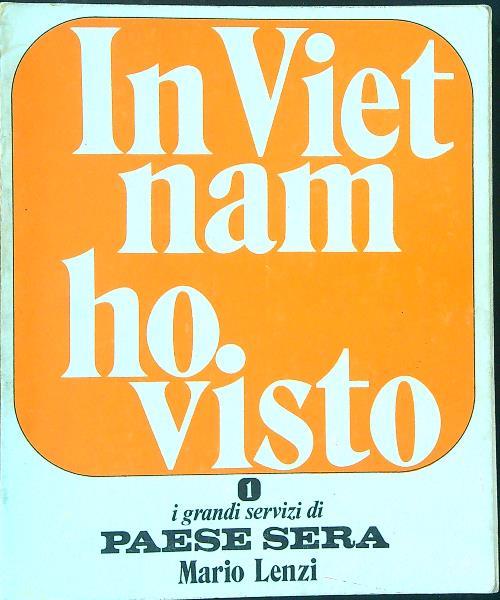 In Viet
nam
ho
visto
1
i grandi servizi di
PAESE SERA
Mario Lenzi